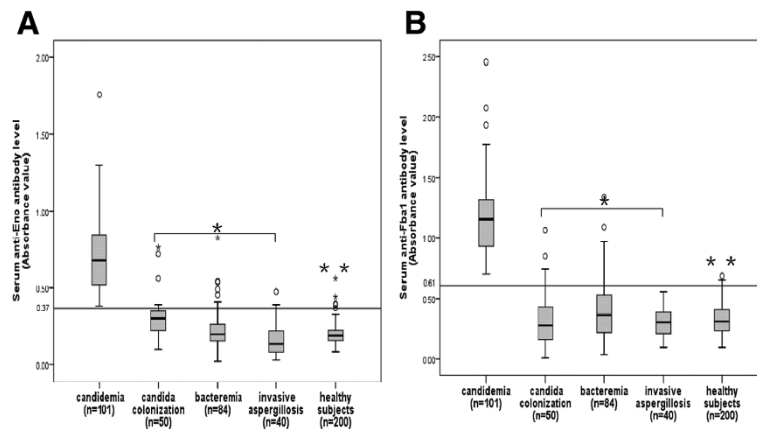 A
Serum anti-Eno antibody level
(Absorbance value)
2.00
1.50
1.00
0.50
0.37
0.00
*
* *
candidemia
(n=101)
candida
colonization
(n=50)
bacteremia
(n=84)
invasive
aspergillosis
(n=40)
healthy
subjects
(n=200)
B
Serum anti-Fba1 antibody level
(Absorbance value)
2.50
2.00
1.50
1.00
0.61
0.50
0.00
*
* *
candidemia
(n=101)
candida
colonization
(n=50)
bacteremia
(n=84)
invasive
aspergillosis
(n=40)
healthy
subjects
(n=200)